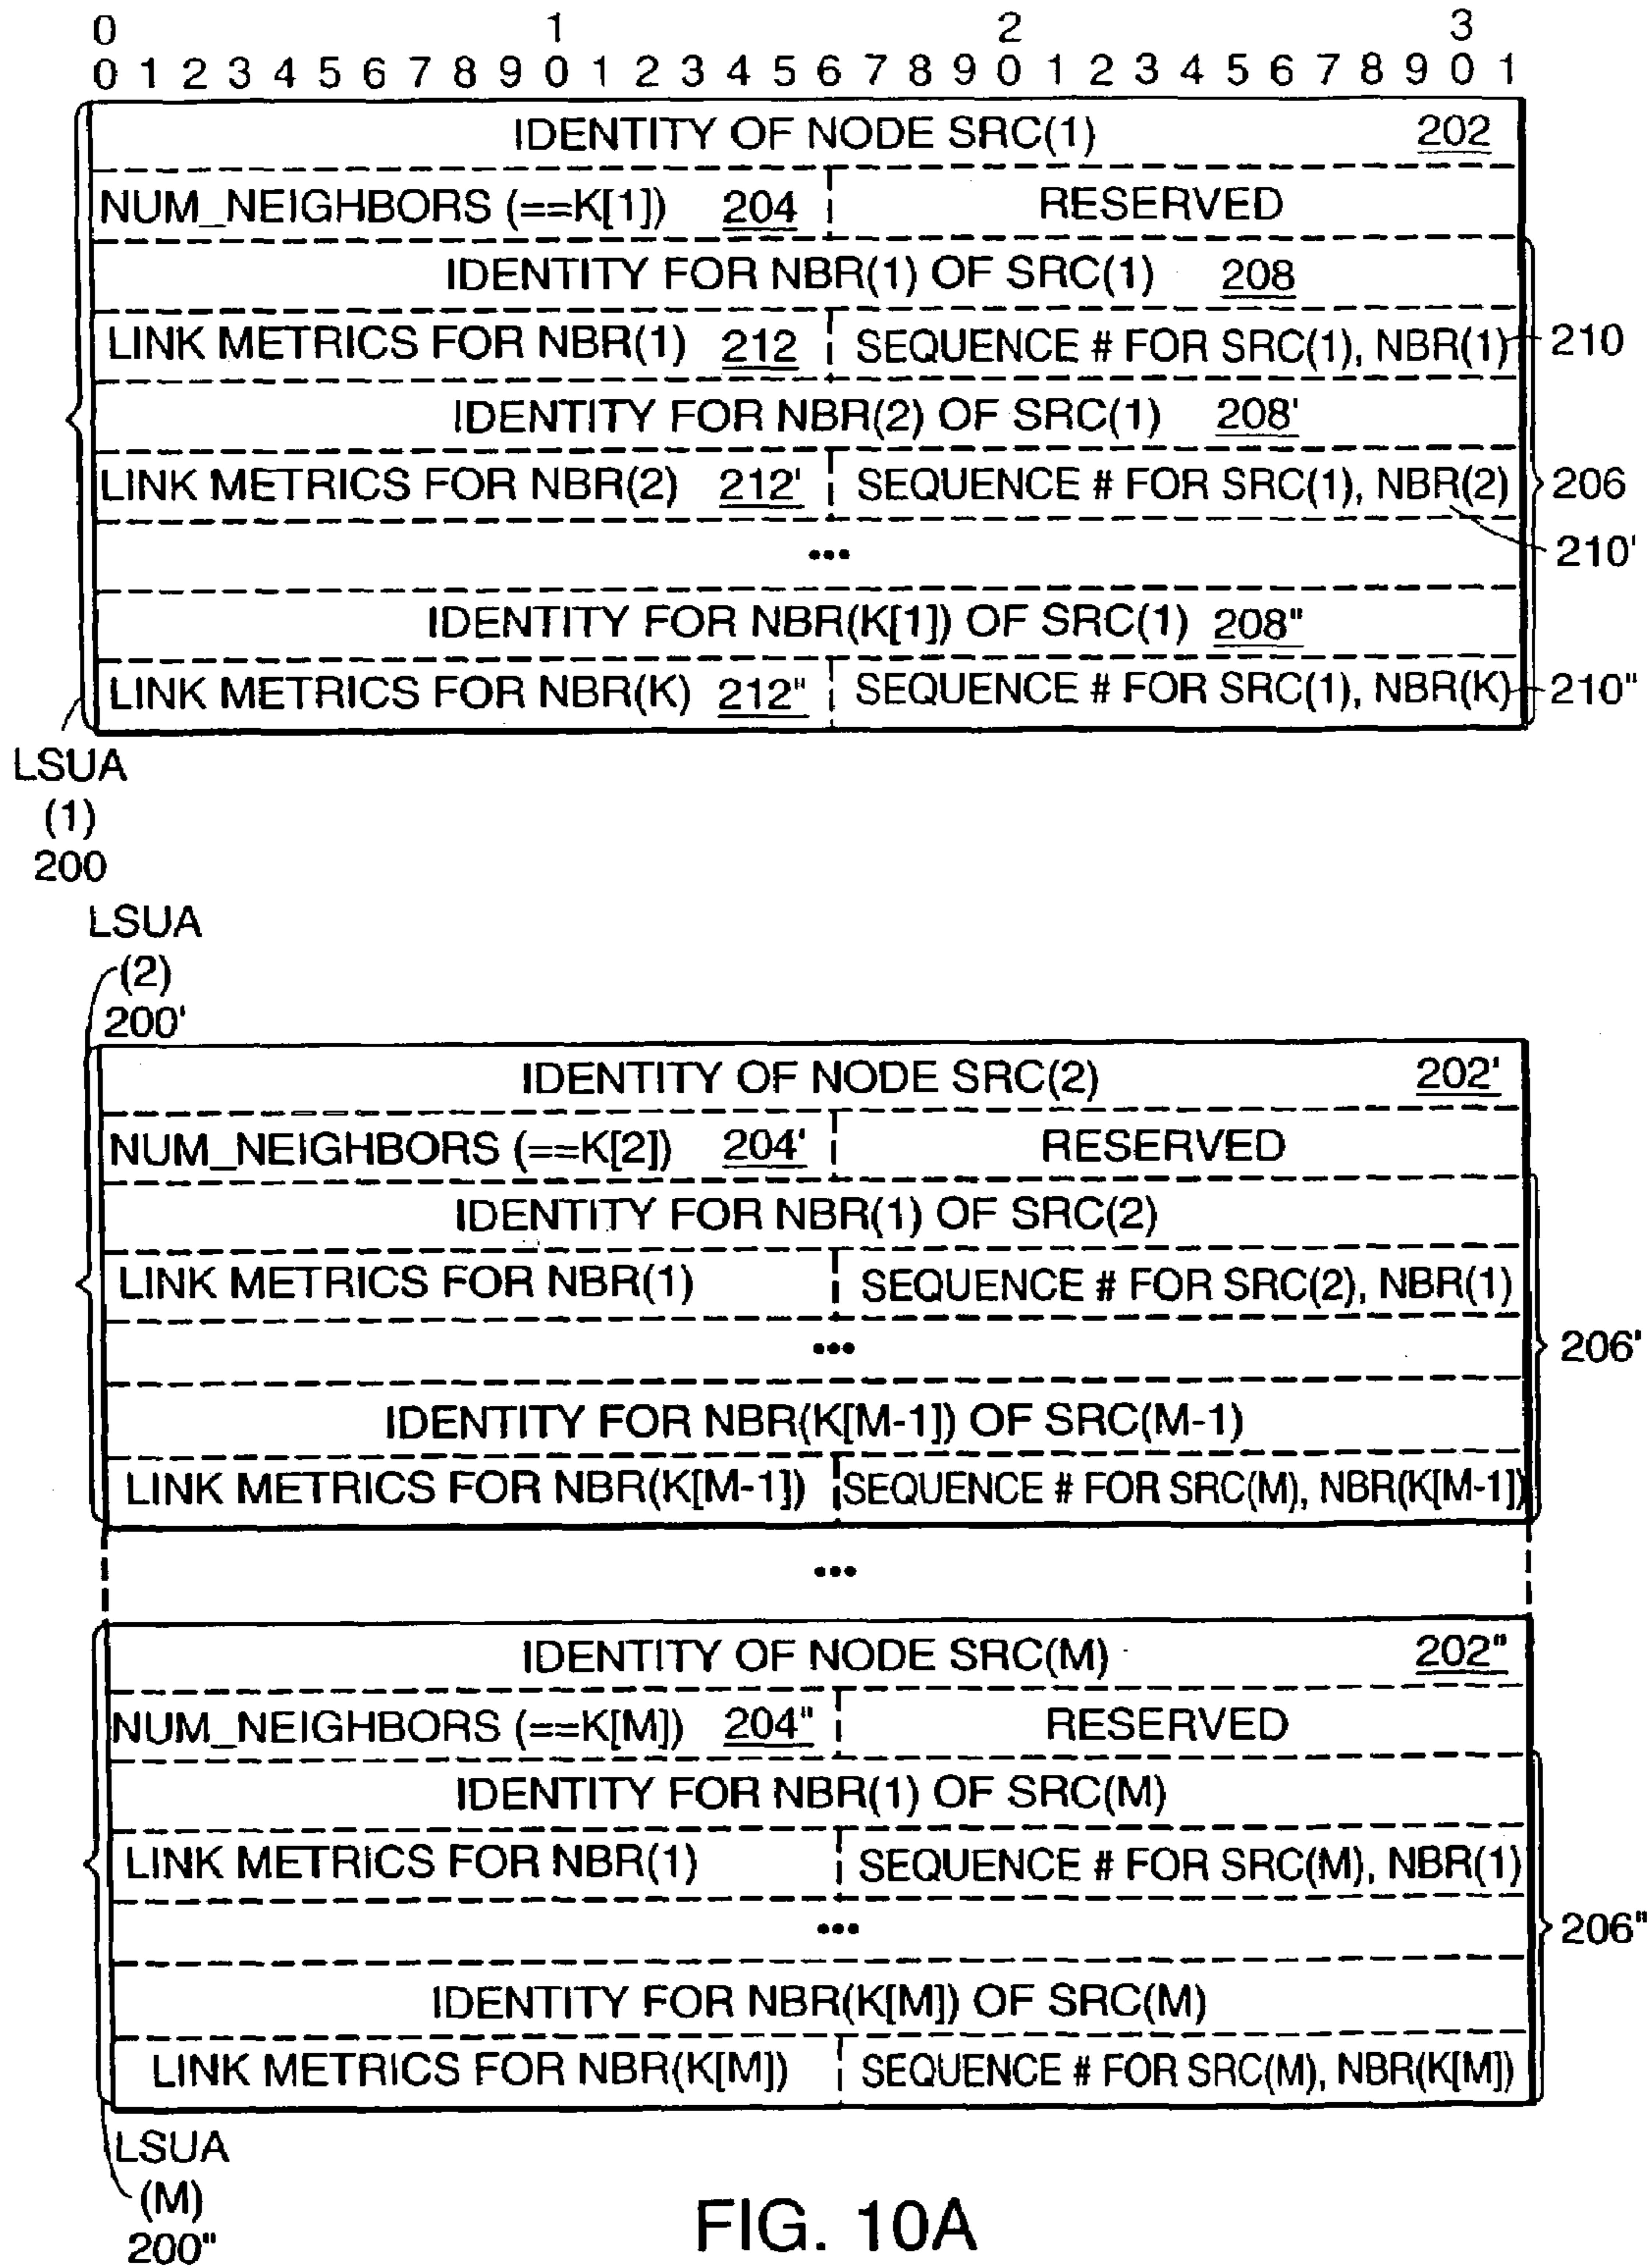 0 1 2 3
0 1 2 3 4 5 6 7 8 9 0 1 2 3 4 5 6 7 8 9 0 1 2 3 4 5 6 7 8 9 0 1
IDENTITY OF NODE SRC(1) 202
NUM_NEIGHBORS (==K[1]) 204 RESERVED
IDENTITY FOR NBR(1) OF SRC(1) 208
LINK METRICS FOR NBR(1) 212 SEQUENCE # FOR SRC(1), NBR(1) 210
IDENTITY FOR NBR(2) OF SRC(1) 208'
LINK METRICS FOR NBR(2) 212' SEQUENCE # FOR SRC(1), NBR(2) 206
••• 210'
IDENTITY FOR NBR(K[1]) OF SRC(1) 208"
LINK METRICS FOR NBR(K) 212" SEQUENCE # FOR SRC(1), NBR(K) 210"
LSUA
(1)
200
LSUA
(2)
200'
IDENTITY OF NODE SRC(2) 202'
NUM_NEIGHBORS (==K[2]) 204' RESERVED
IDENTITY FOR NBR(1) OF SRC(2)
LINK METRICS FOR NBR(1) SEQUENCE # FOR SRC(2), NBR(1)
••• 206'
IDENTITY FOR NBR(K[M-1]) OF SRC(M-1)
LINK METRICS FOR NBR(K[M-1]) SEQUENCE # FOR SRC(M), NBR(K[M-1])
•••
IDENTITY OF NODE SRC(M) 202"
NUM_NEIGHBORS (==K[M]) 204" RESERVED
IDENTITY FOR NBR(1) OF SRC(M)
LINK METRICS FOR NBR(1) SEQUENCE # FOR SRC(M), NBR(1)
••• 206"
IDENTITY FOR NBR(K[M]) OF SRC(M)
LINK METRICS FOR NBR(K[M]) SEQUENCE # FOR SRC(M), NBR(K[M])
LSUA
(M)
200"
FIG. 10A